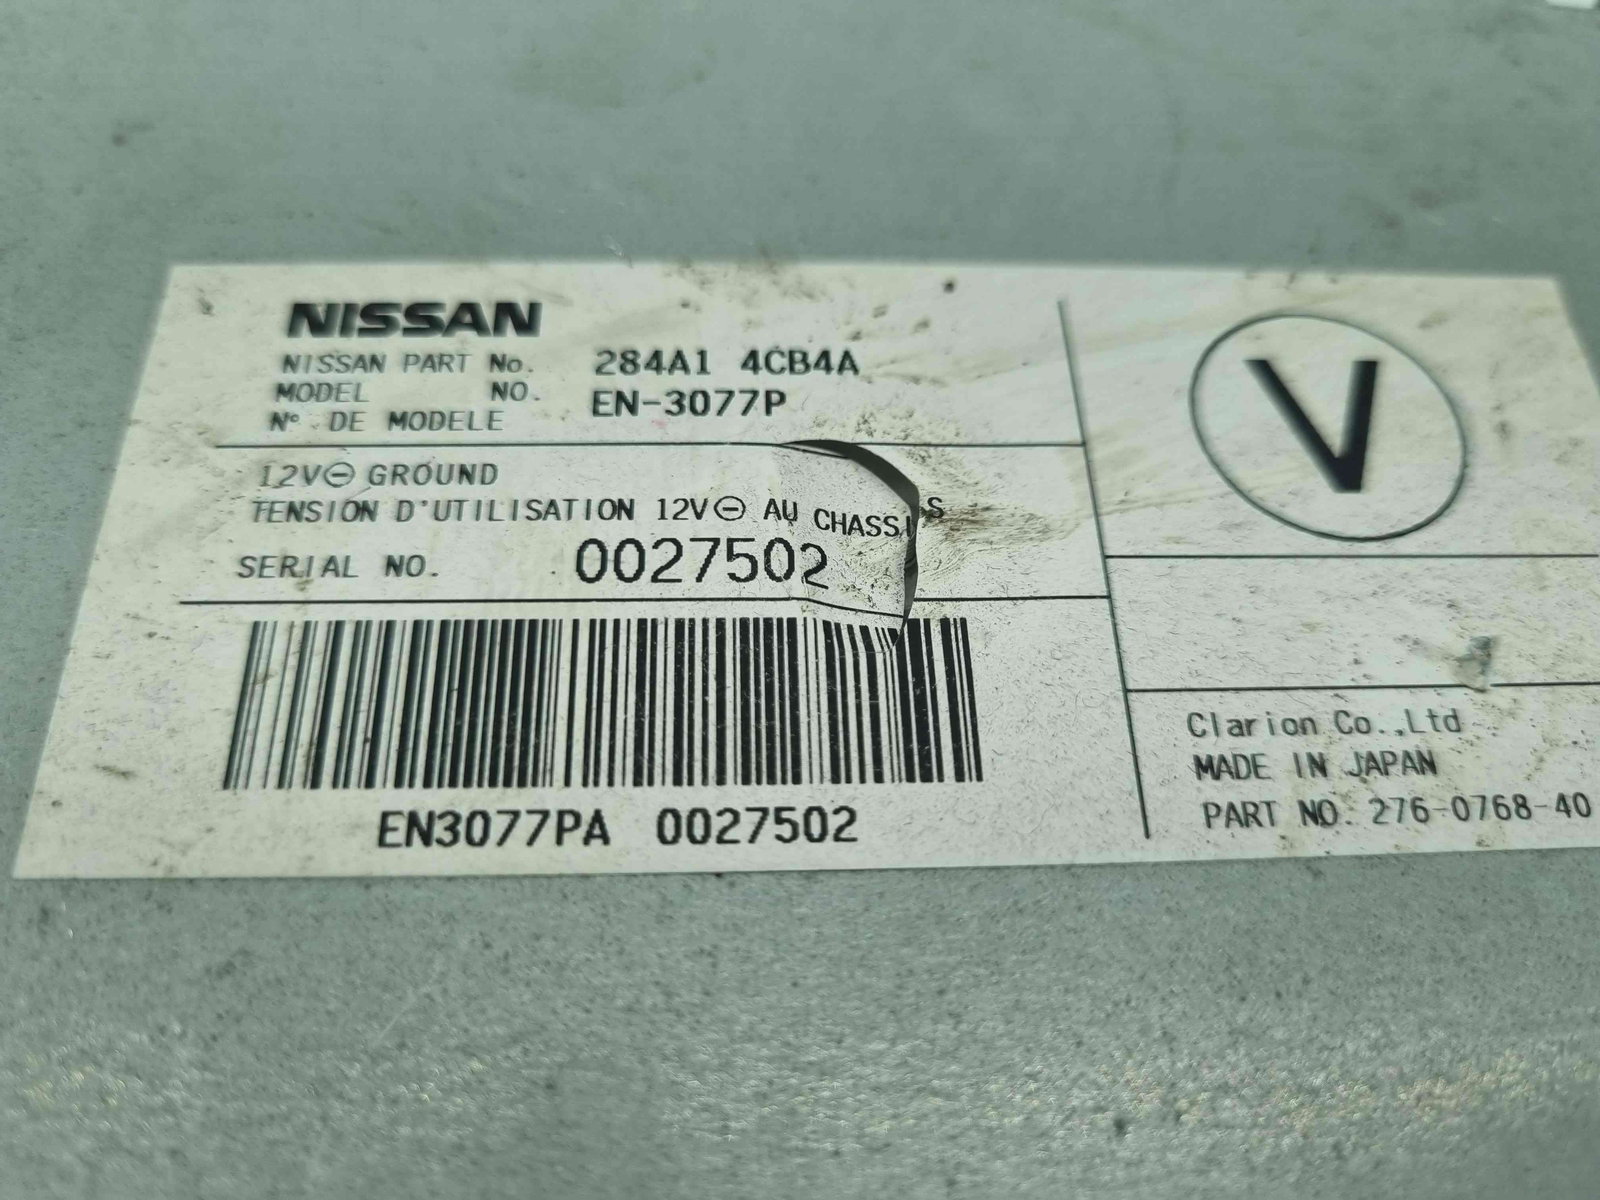 NISSAN
NISSAN PART No. 284A1 4CB4A
MODEL NO. EN-3077P
N° DE MODELE
12V⊖ GROUND
TENSION D'UTILISATION 12V⊖ AU CHASSIS
SERIAL NO. 0027502
EN3077PA 0027502
V
Clarion Co.,Ltd
MADE IN JAPAN
PART NO. 276-0768-40